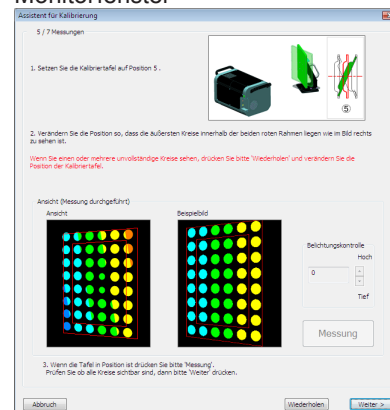 Monitorfenster
Assistent für Kalibrierung
5 / 7 Messungen
1. Setzen Sie die Kalibriertafel auf Position 5 .
⑤
2. Verändern Sie die Position so, dass die äußersten Kreise innerhalb der beiden roten Rahmen liegen wie im Bild rechts
zu sehen ist.
Wenn Sie einen oder mehrere unvollständige Kreise sehen, drücken Sie bitte 'Wiederholen' und verändern Sie die
Position der Kalibriertafel.
Ansicht (Messung durchgeführt)
Ansicht
Beispielbild
Belichtungskontrolle
Hoch
0
Tief
Messung
3. Wenn die Tafel in Position ist drücken Sie bitte 'Messung'.
Prüfen Sie ob alle Kreise sichtbar sind, dann bitte 'Weiter' drücken.
Abbruch
Wiederholen
Weiter >